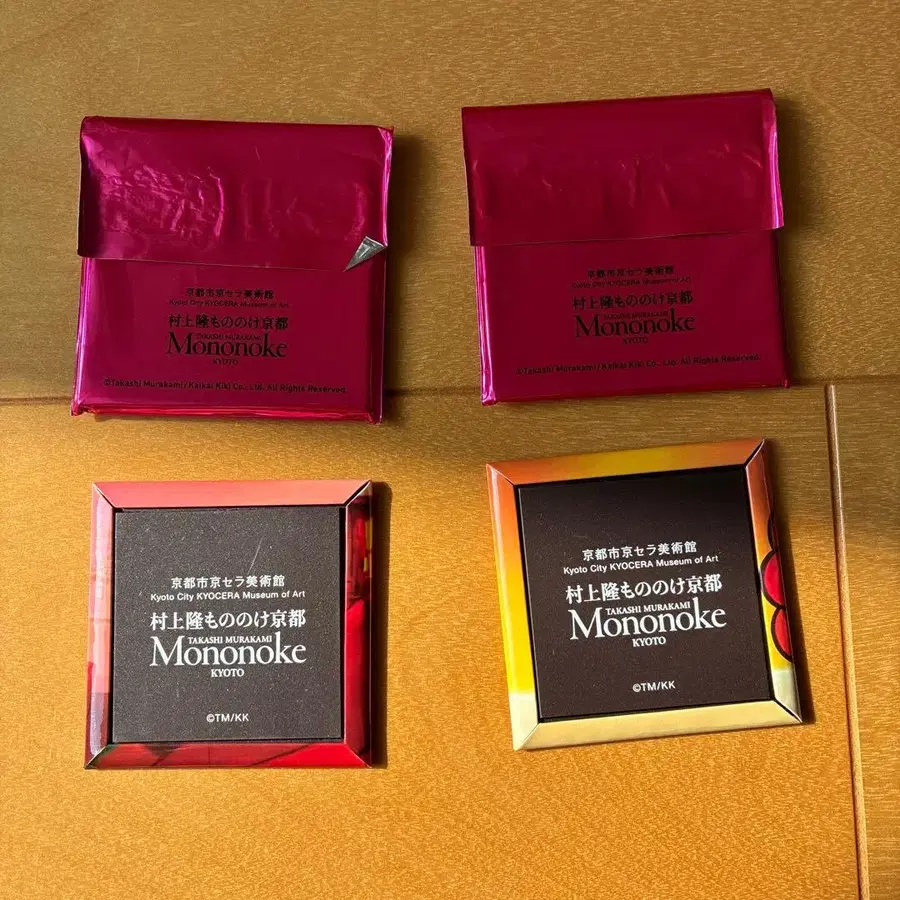 京都市京セラ美術館
Kyoto City KYOCERA Museum of Art
村上隆もののけ京都
TAKASHI MURAKAMI
Mononoke
KYOTO
©Takashi Murakami/Kaikai Kiki Co., Ltd. All Rights Reserved.
京都市京セラ美術館
Kyoto City KYOCERA Museum of Art
村上隆もののけ京都
TAKASHI MURAKAMI
Mononoke
KYOTO
©Takashi Murakami/Kaikai Kiki Co., Ltd. All Rights Reserved.
京都市京セラ美術館
Kyoto City KYOCERA Museum of Art
村上隆もののけ京都
TAKASHI MURAKAMI
Mononoke
KYOTO
©TM/KK
京都市京セラ美術館
Kyoto City KYOCERA Museum of Art
村上隆もののけ京都
TAKASHI MURAKAMI
Mononoke
KYOTO
©TM/KK